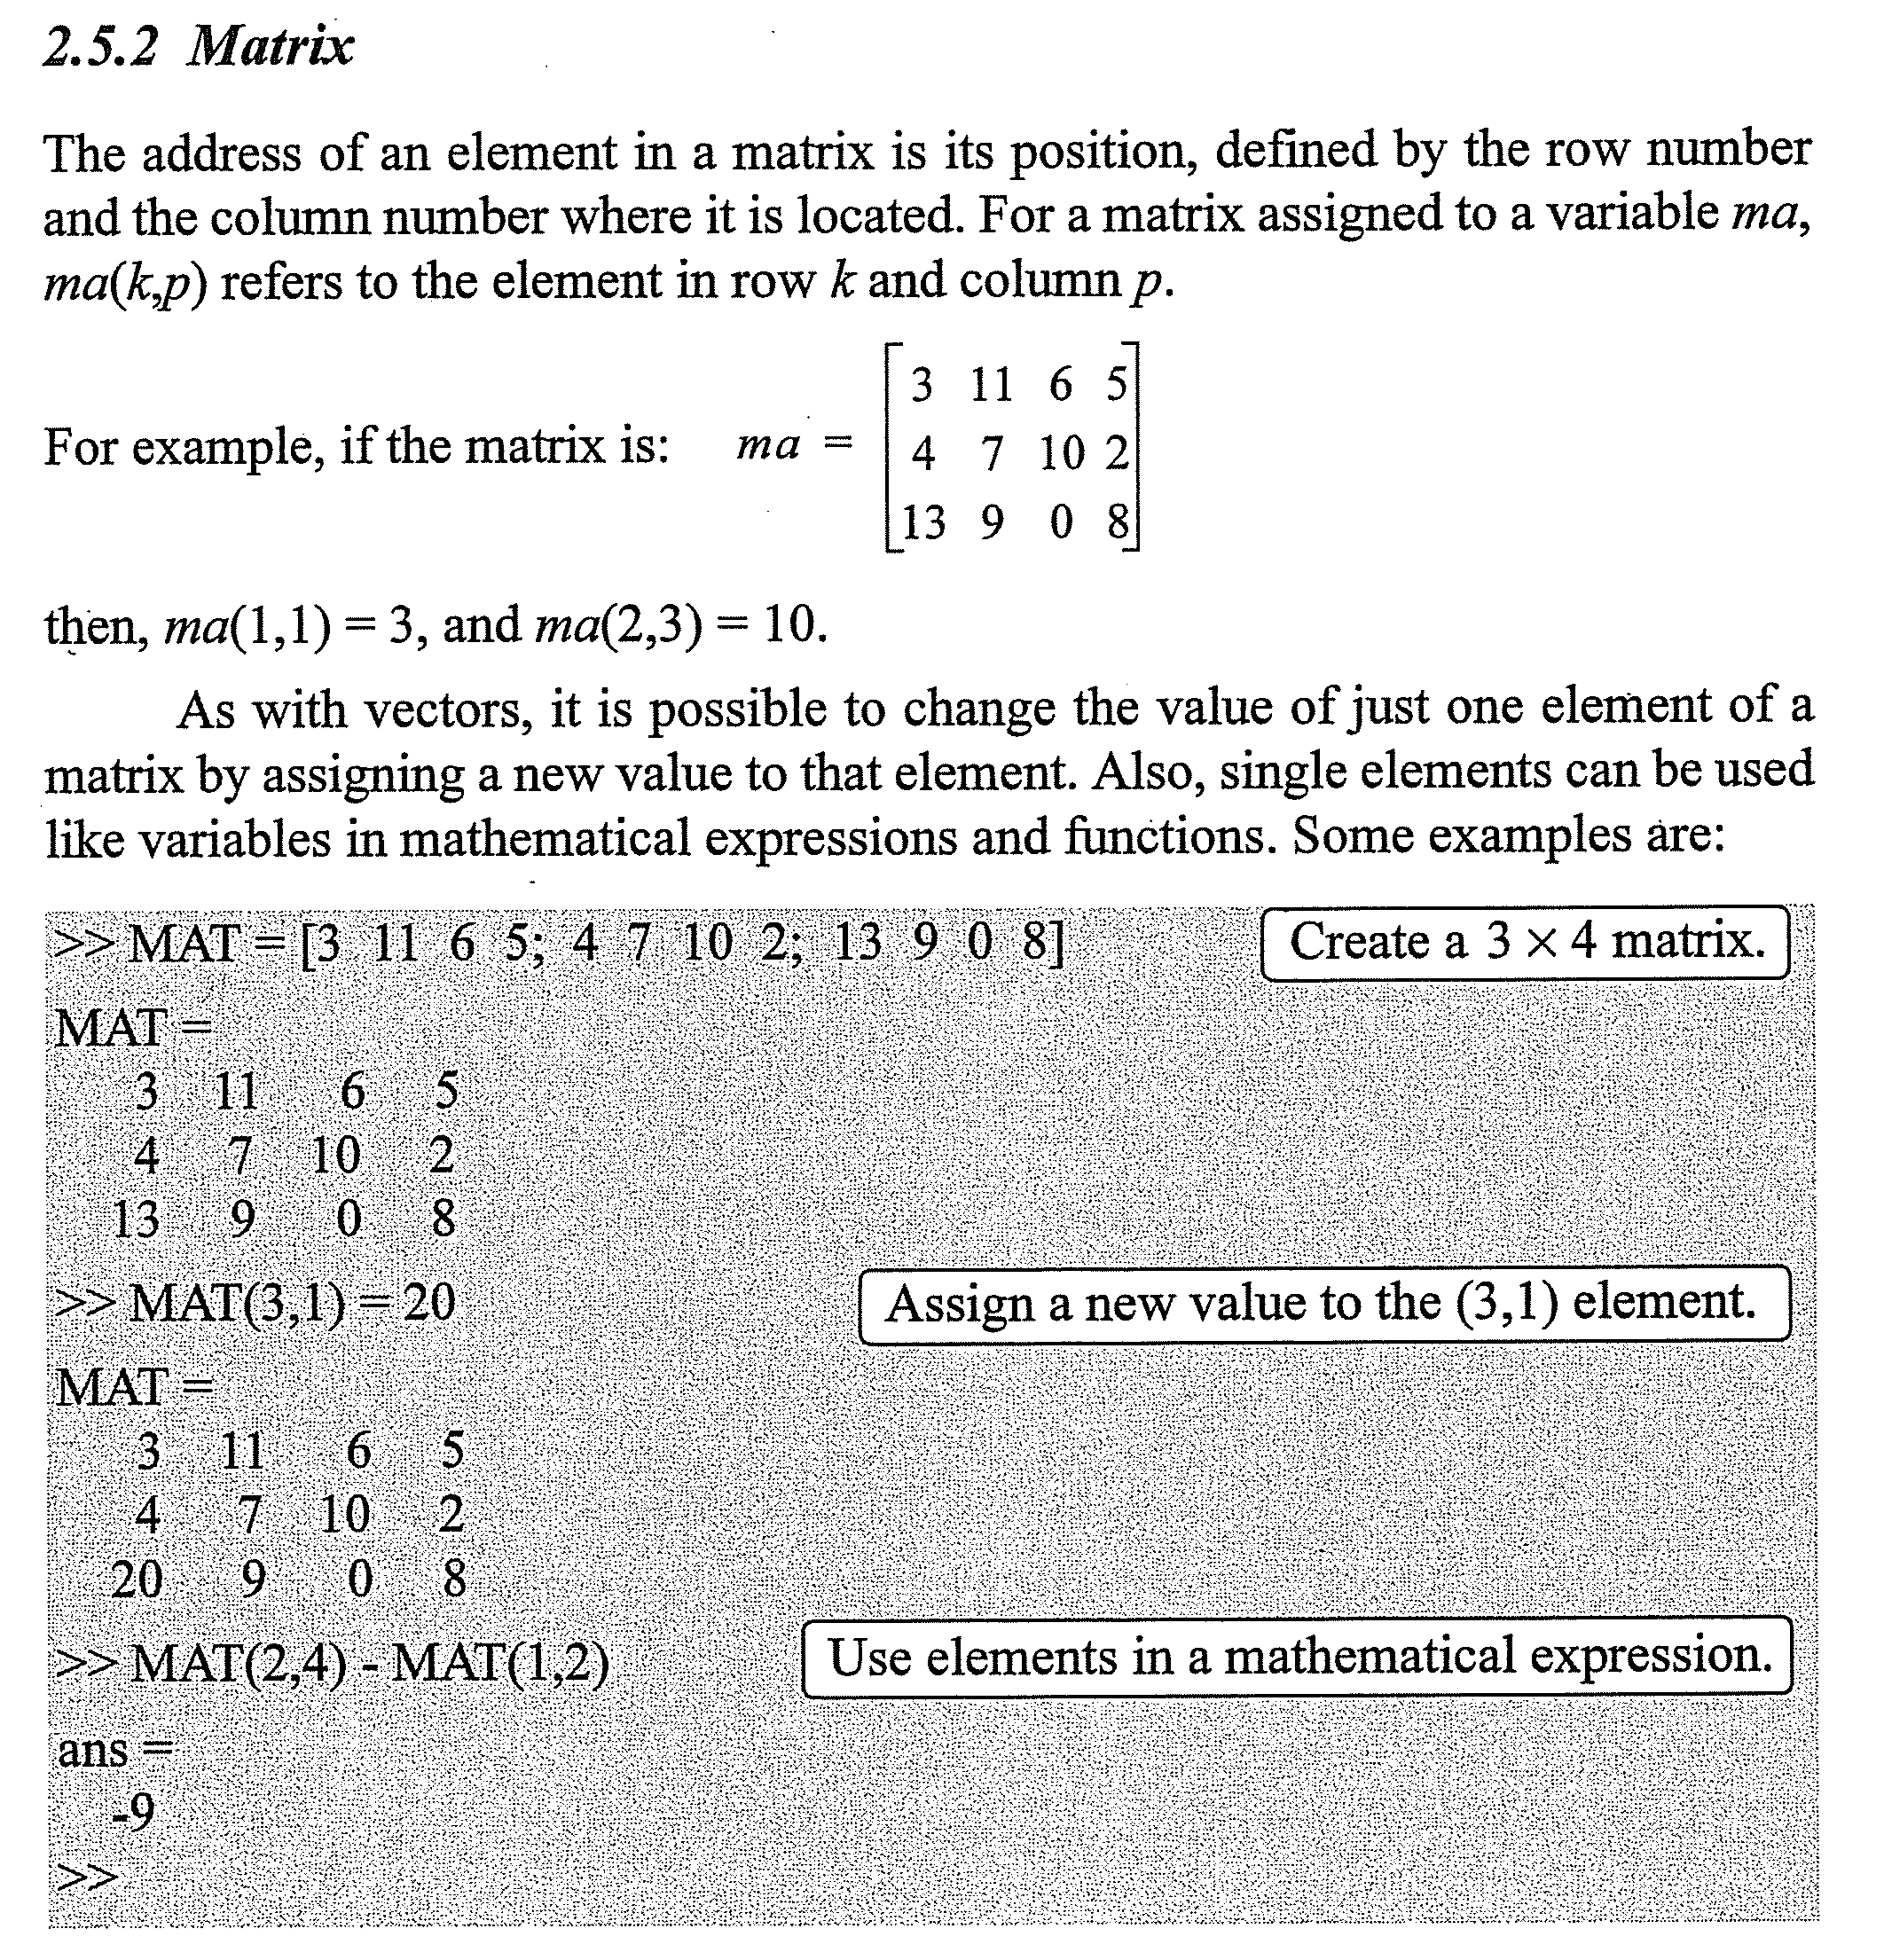 2.5.2 Matrix
The address of an element in a matrix is its position, defined by the row number
and the column number where it is located. For a matrix assigned to a variable ma,
ma(k,p) refers to the element in row k and column p.
For example, if the matrix is: ma = [3 11 6 5
4 7 10 2
13 9 0 8]
then, ma(1,1) = 3, and ma(2,3) = 10.
As with vectors, it is possible to change the value of just one element of a
matrix by assigning a new value to that element. Also, single elements can be used
like variables in mathematical expressions and functions. Some examples are:
>> MAT = [3 11 6 5; 4 7 10 2; 13 9 0 8] Create a 3 × 4 matrix.
MAT =
3 11 6 5
4 7 10 2
13 9 0 8
>> MAT(3,1) = 20 Assign a new value to the (3,1) element.
MAT =
3 11 6 5
4 7 10 2
20 9 0 8
>> MAT(2,4) - MAT(1,2) Use elements in a mathematical expression.
ans =
-9
>>